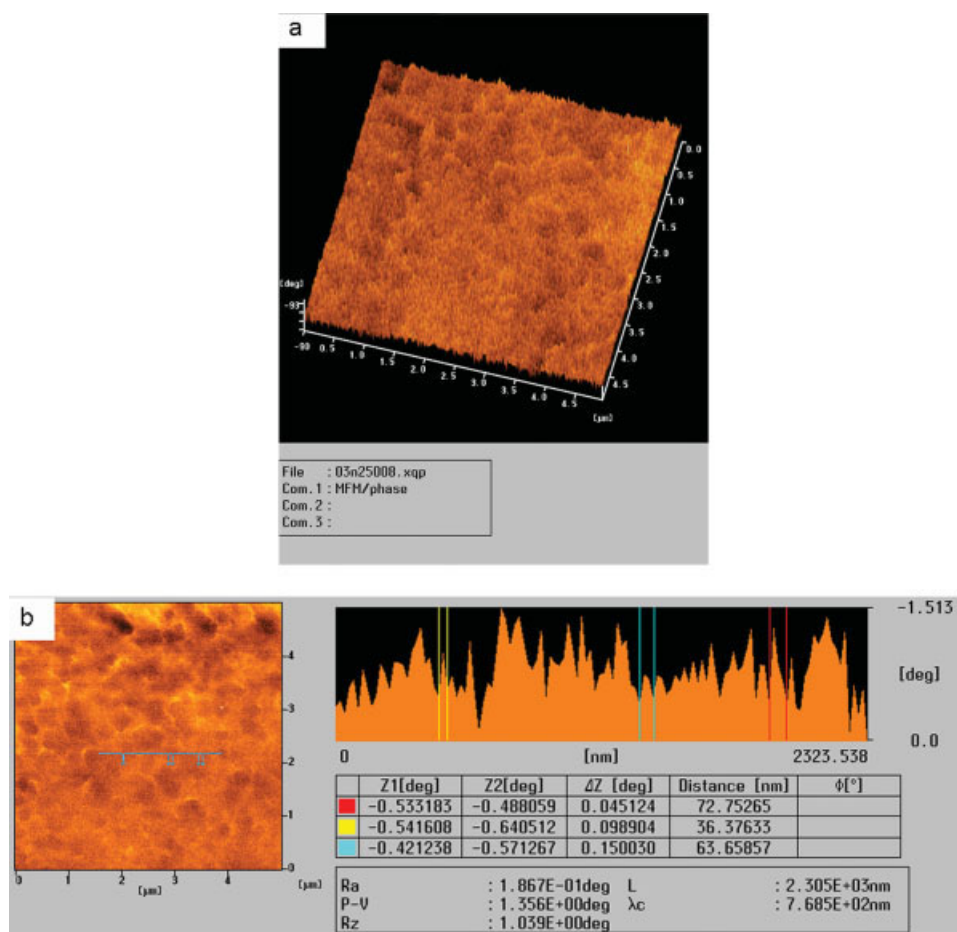 a
0.0
0.5
1.0
1.5
2.0
2.5
3.0
3.5
4.0
4.5
[deg]
-90
0.5 1.0 1.5 2.0 2.5 3.0 3.5 4.0 4.5
[µm]
File : 03n25008.xqp
Com.1 : MFM/phase
Com.2 :
Com.3 :
b
4
3
2
1
0
0 1 2 3 4
[µm] [µm]
-1.513
[deg]
0.0
0 [nm] 2323.538
Z1[deg] Z2[deg] ΔZ [deg] Distance [nm] Φ[°]
-0.533183 -0.488059 0.045124 72.75265
-0.541608 -0.640512 0.098904 36.37633
-0.421238 -0.571267 0.150030 63.65857
Ra : 1.867E-01deg L : 2.305E+03nm
P-V : 1.356E+00deg λc : 7.685E+02nm
Rz : 1.039E+00deg